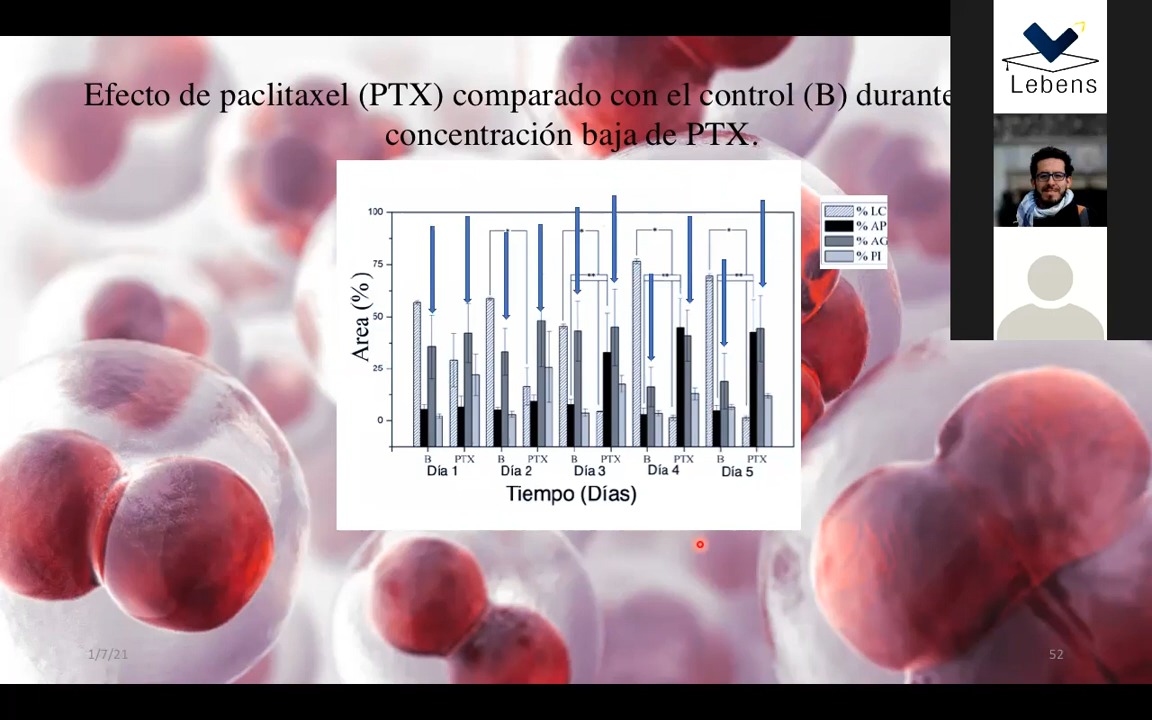 Efecto de paclitaxel (PTX) comparado con el control (B) durante
concentración baja de PTX.
Lebens
% LC
% AP
% AG
% PI
100
75
50
25
0
Area (%)
* * * *
** ** **
B PTX B PTX B PTX B PTX B PTX
Día 1 Día 2 Día 3 Día 4 Día 5
Tiempo (Días)
1/7/21
52